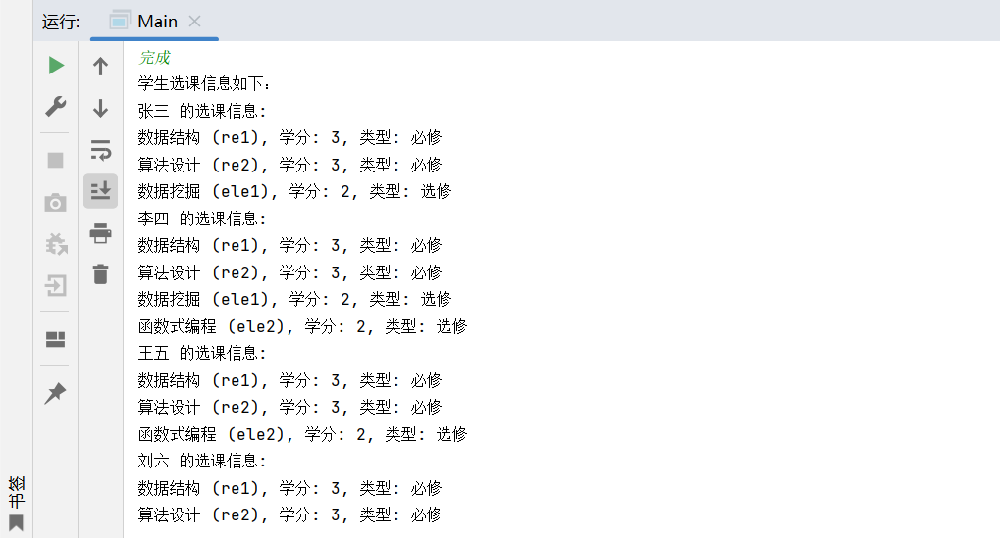 运行: Main
完成
学生选课信息如下：
张三 的选课信息:
数据结构 (re1), 学分: 3, 类型: 必修
算法设计 (re2), 学分: 3, 类型: 必修
数据挖掘 (ele1), 学分: 2, 类型: 选修
李四 的选课信息:
数据结构 (re1), 学分: 3, 类型: 必修
算法设计 (re2), 学分: 3, 类型: 必修
数据挖掘 (ele1), 学分: 2, 类型: 选修
函数式编程 (ele2), 学分: 2, 类型: 选修
王五 的选课信息:
数据结构 (re1), 学分: 3, 类型: 必修
算法设计 (re2), 学分: 3, 类型: 必修
函数式编程 (ele2), 学分: 2, 类型: 选修
刘六 的选课信息:
数据结构 (re1), 学分: 3, 类型: 必修
算法设计 (re2), 学分: 3, 类型: 必修
书签